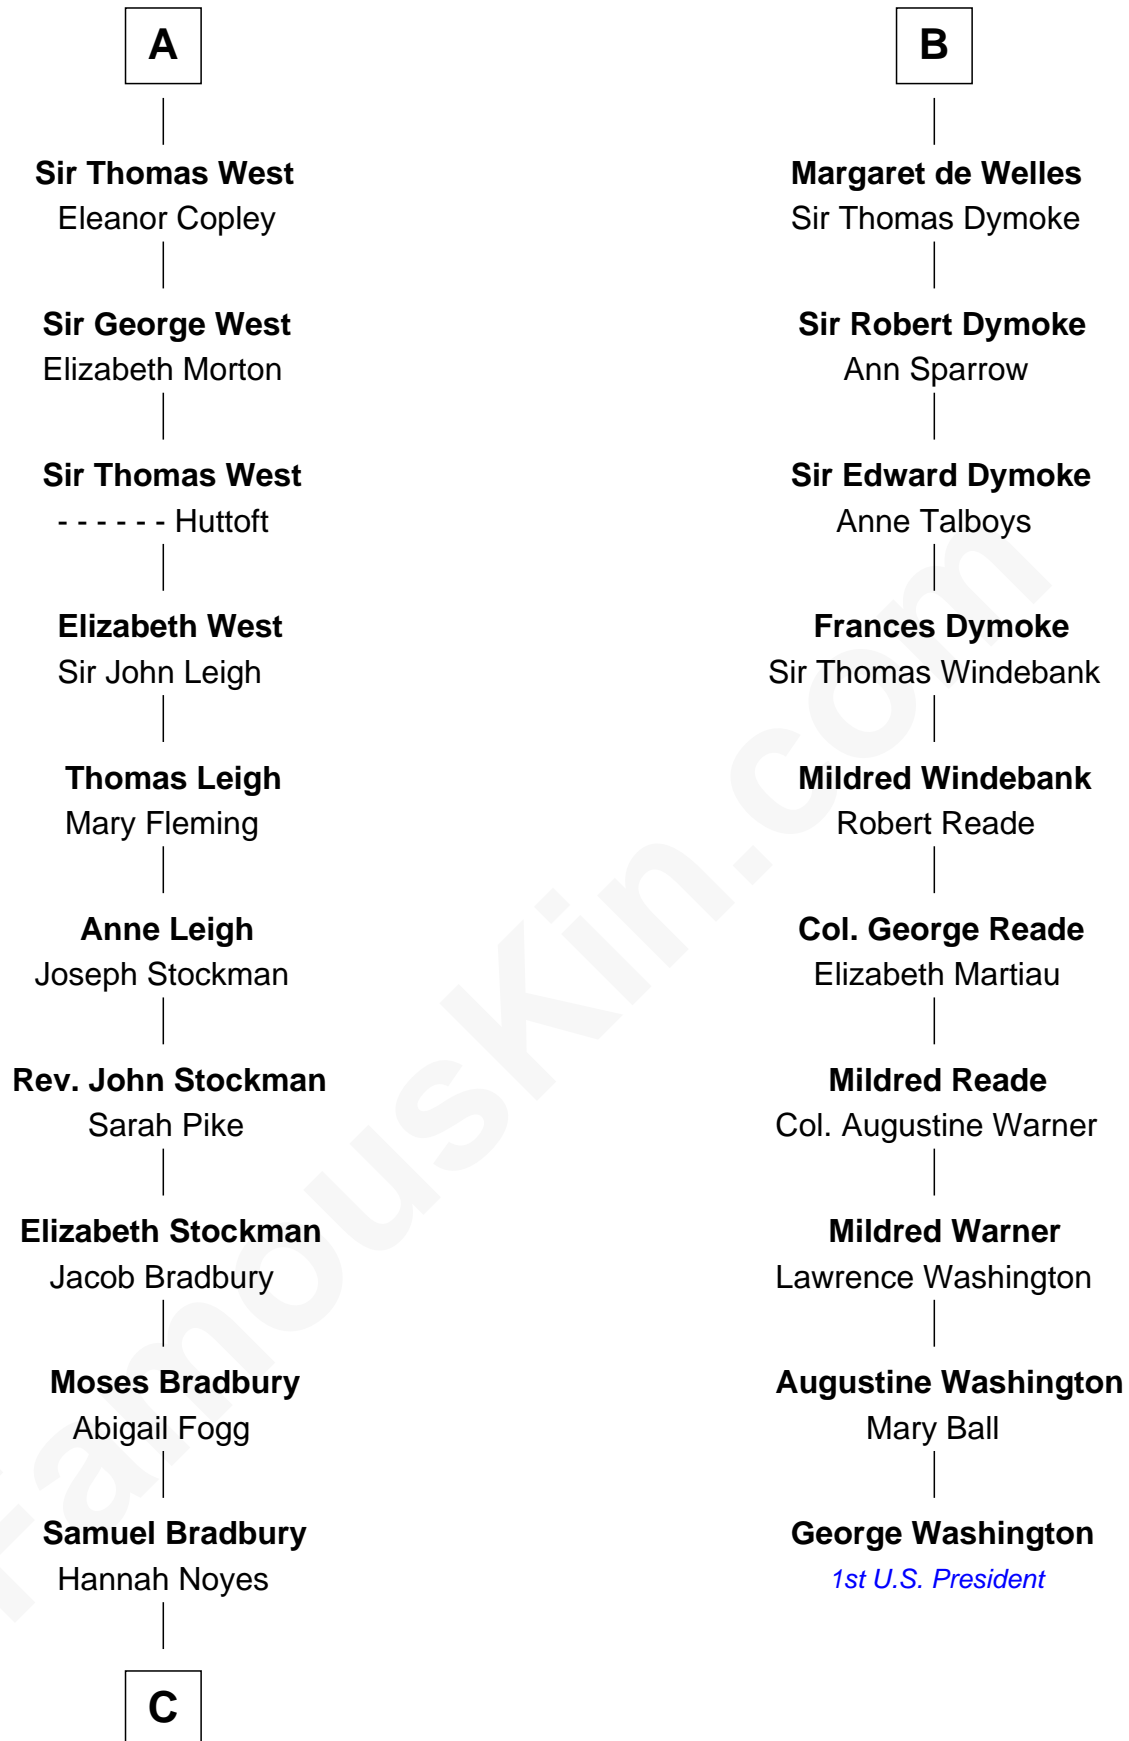 A
Sir Thomas West
Eleanor Copley
Sir George West
Elizabeth Morton
Sir Thomas West
- - - - - - Huttoft
Elizabeth West
Sir John Leigh
Thomas Leigh
Mary Fleming
Anne Leigh
Joseph Stockman
Rev. John Stockman
Sarah Pike
Elizabeth Stockman
Jacob Bradbury
Moses Bradbury
Abigail Fogg
Samuel Bradbury
Hannah Noyes
C
B
Margaret de Welles
Sir Thomas Dymoke
Sir Robert Dymoke
Ann Sparrow
Sir Edward Dymoke
Anne Talboys
Frances Dymoke
Sir Thomas Windebank
Mildred Windebank
Robert Reade
Col. George Reade
Elizabeth Martiau
Mildred Reade
Col. Augustine Warner
Mildred Warner
Lawrence Washington
Augustine Washington
Mary Ball
George Washington
1st U.S. President
FamousKin.com